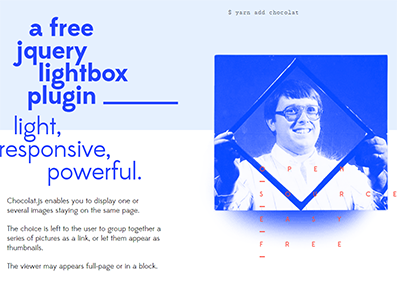 $ yarn add chocolat
a free
jquery
lightbox
plugin
light,
responsive,
powerful.
Chocolat.js enables you to display one or
several images staying on the same page.
The choice is left to the user to group together a
series of pictures as a link, or let them appear as
thumbnails.
The viewer may appears full-page or in a block.
OPEN
SOURCE
FREE